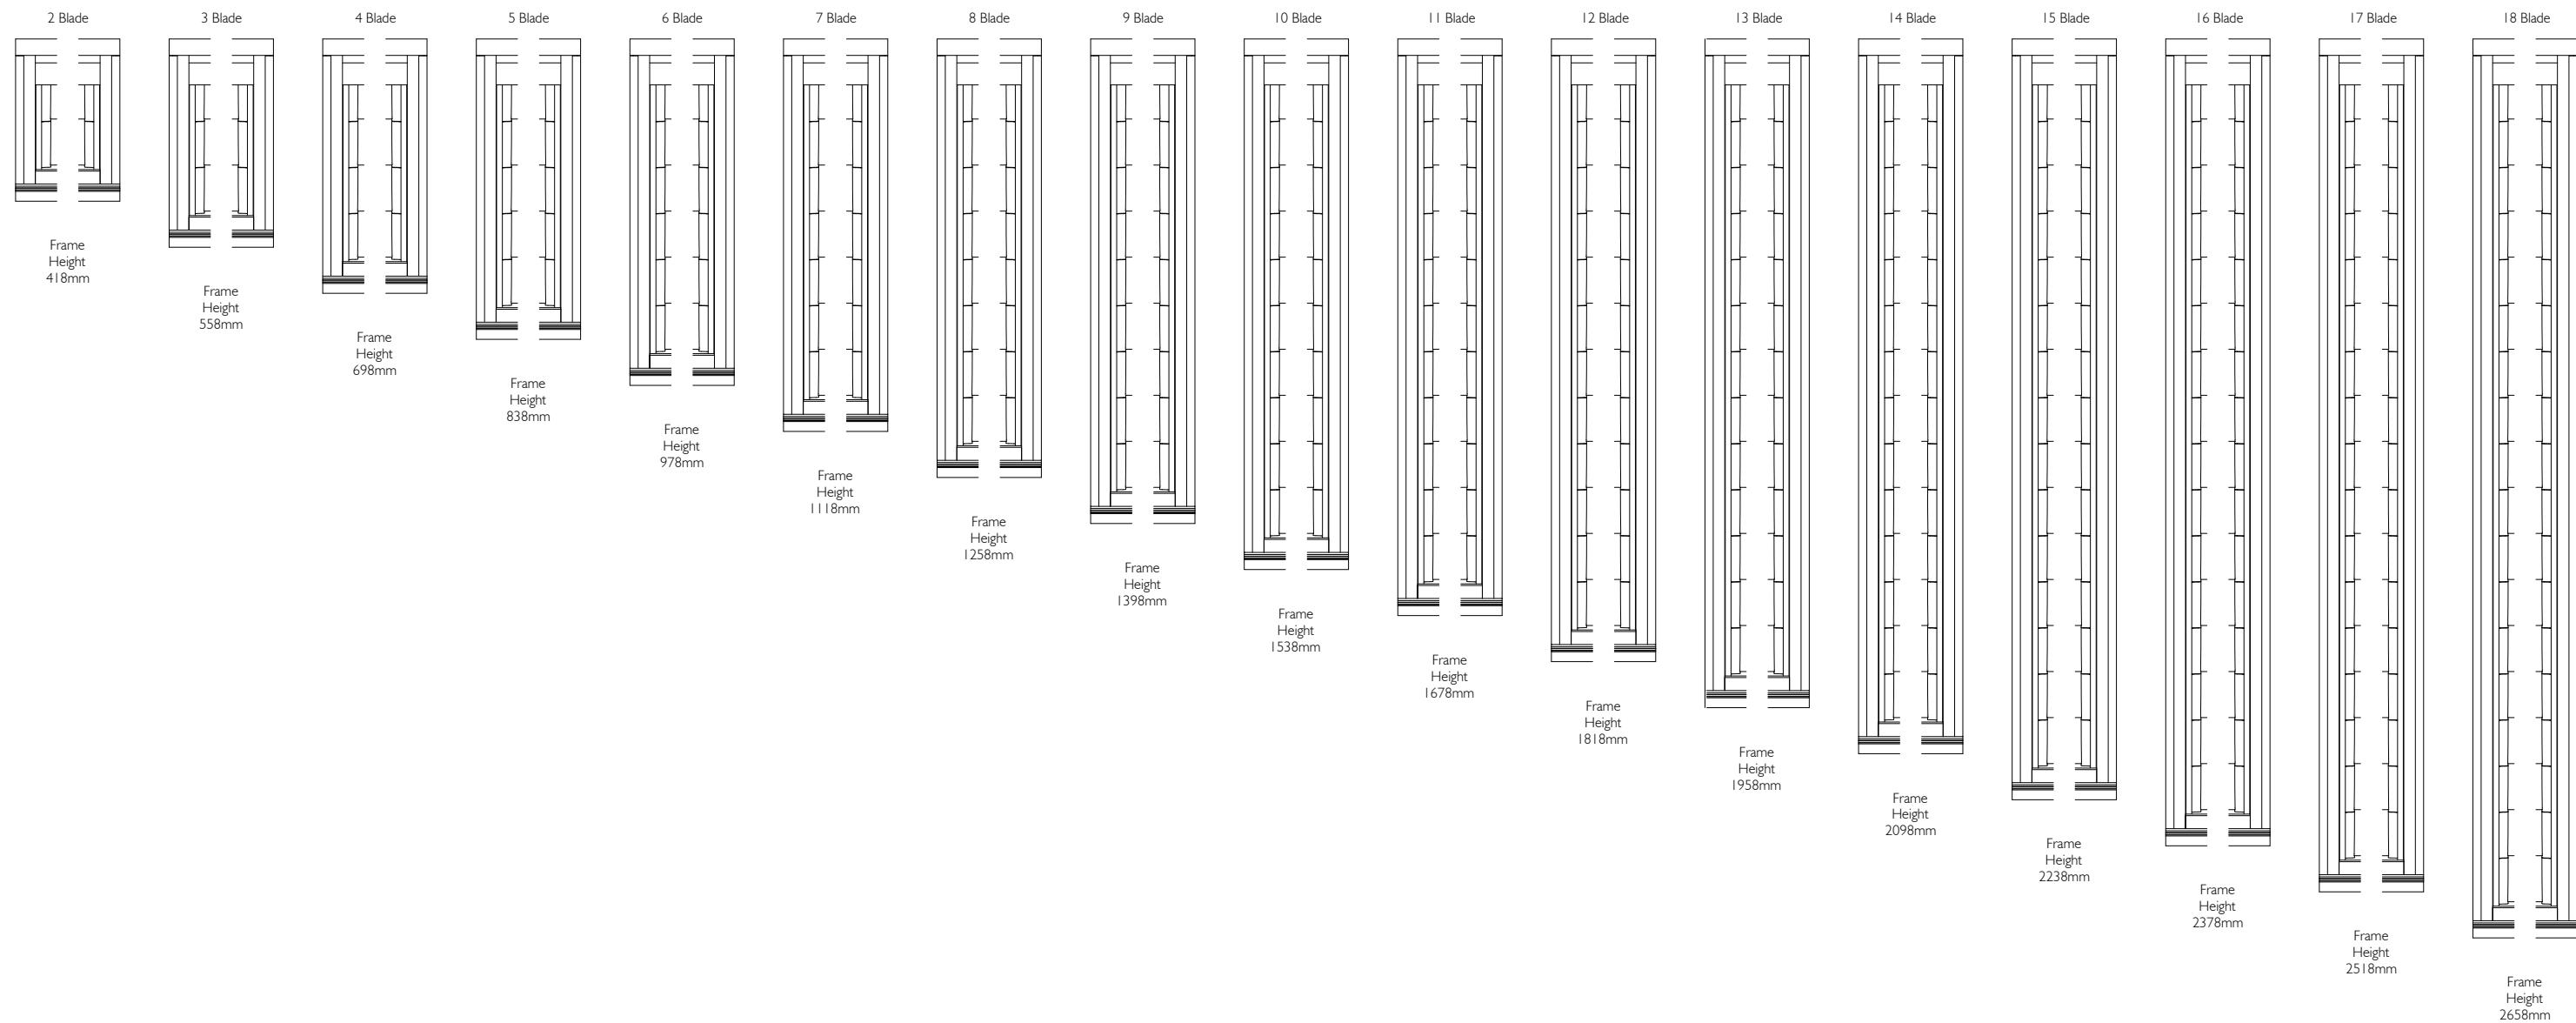 2 Blade
3 Blade
4 Blade
5 Blade
6 Blade
7 Blade
8 Blade
9 Blade
10 Blade
11 Blade
12 Blade
13 Blade
14 Blade
15 Blade
16 Blade
17 Blade
18 Blade
Frame
Height
418mm
Frame
Height
558mm
Frame
Height
698mm
Frame
Height
838mm
Frame
Height
978mm
Frame
Height
1118mm
Frame
Height
1258mm
Frame
Height
1398mm
Frame
Height
1538mm
Frame
Height
1678mm
Frame
Height
1818mm
Frame
Height
1958mm
Frame
Height
2098mm
Frame
Height
2238mm
Frame
Height
2378mm
Frame
Height
2518mm
Frame
Height
2658mm